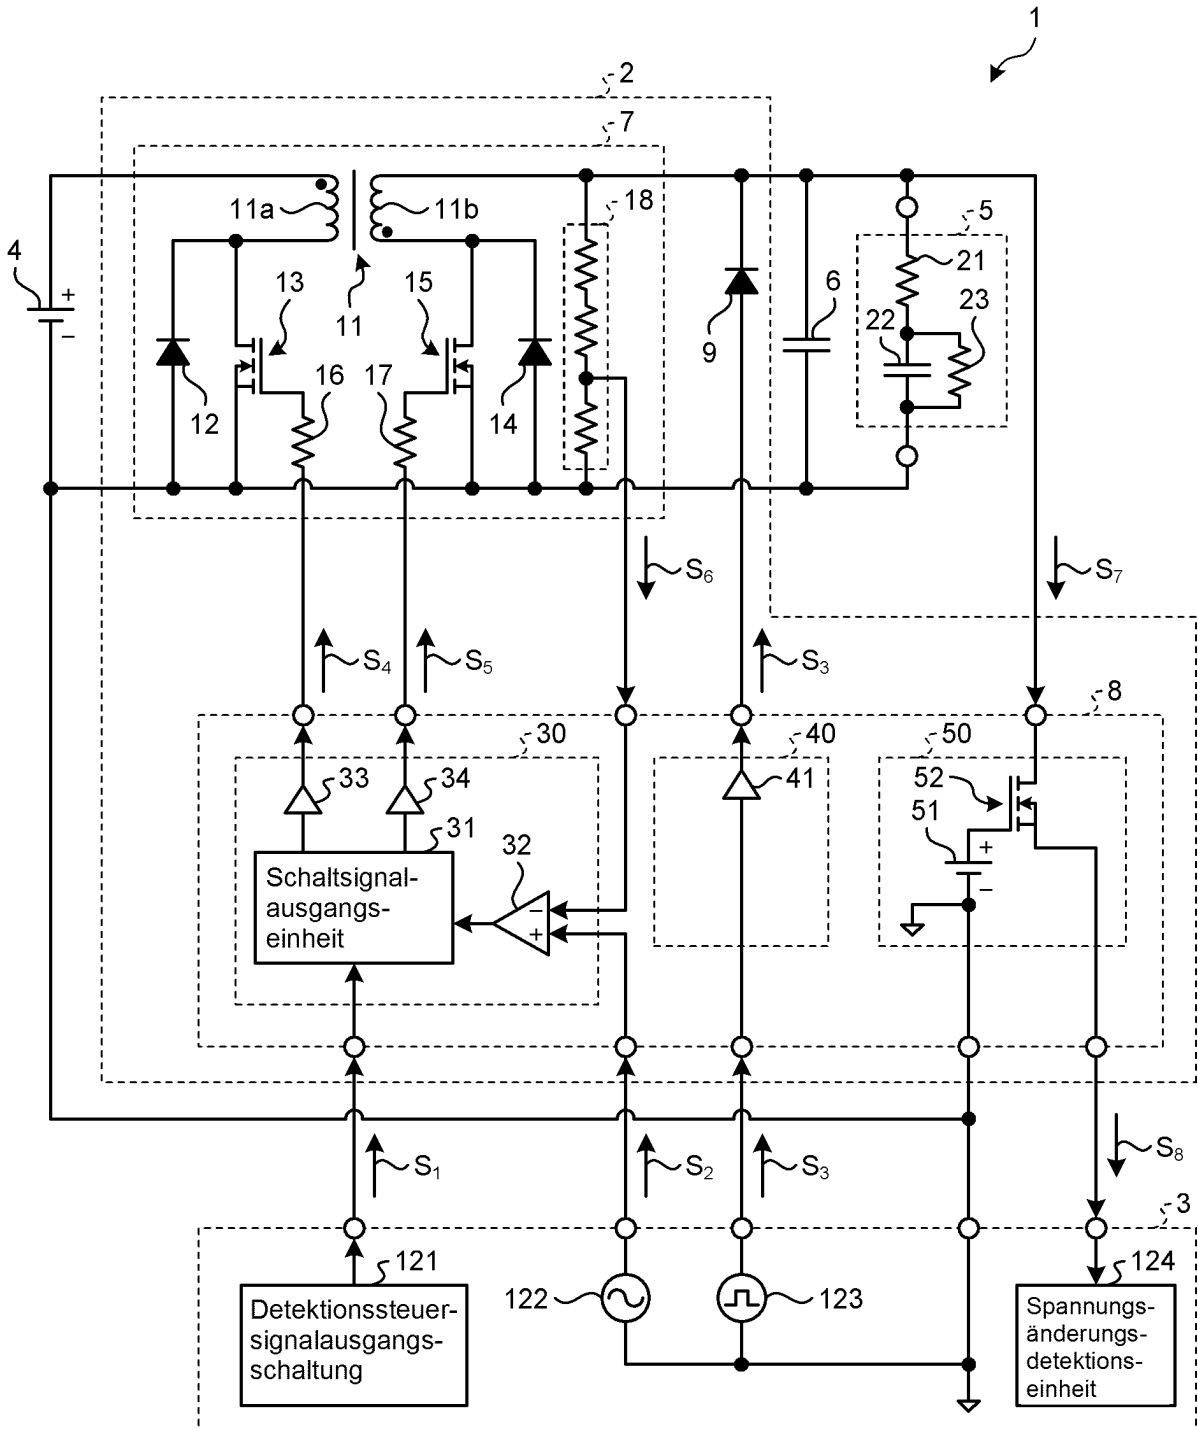 1
2
7
11a
11b
18
5
4
+
−
13
15
11
21
6
23
22
9
16
17
12
14
S6
S7
S4
S5
S3
8
30
40
50
33
34
41
52
51
31
32
+
−
Schaltsignal-
ausgangs-
einheit
−
+
S1
S2
S3
S8
3
121
124
122
123
Detektionssteuer-
signalausgangs-
schaltung
Spannungs-
änderungs-
detektions-
einheit